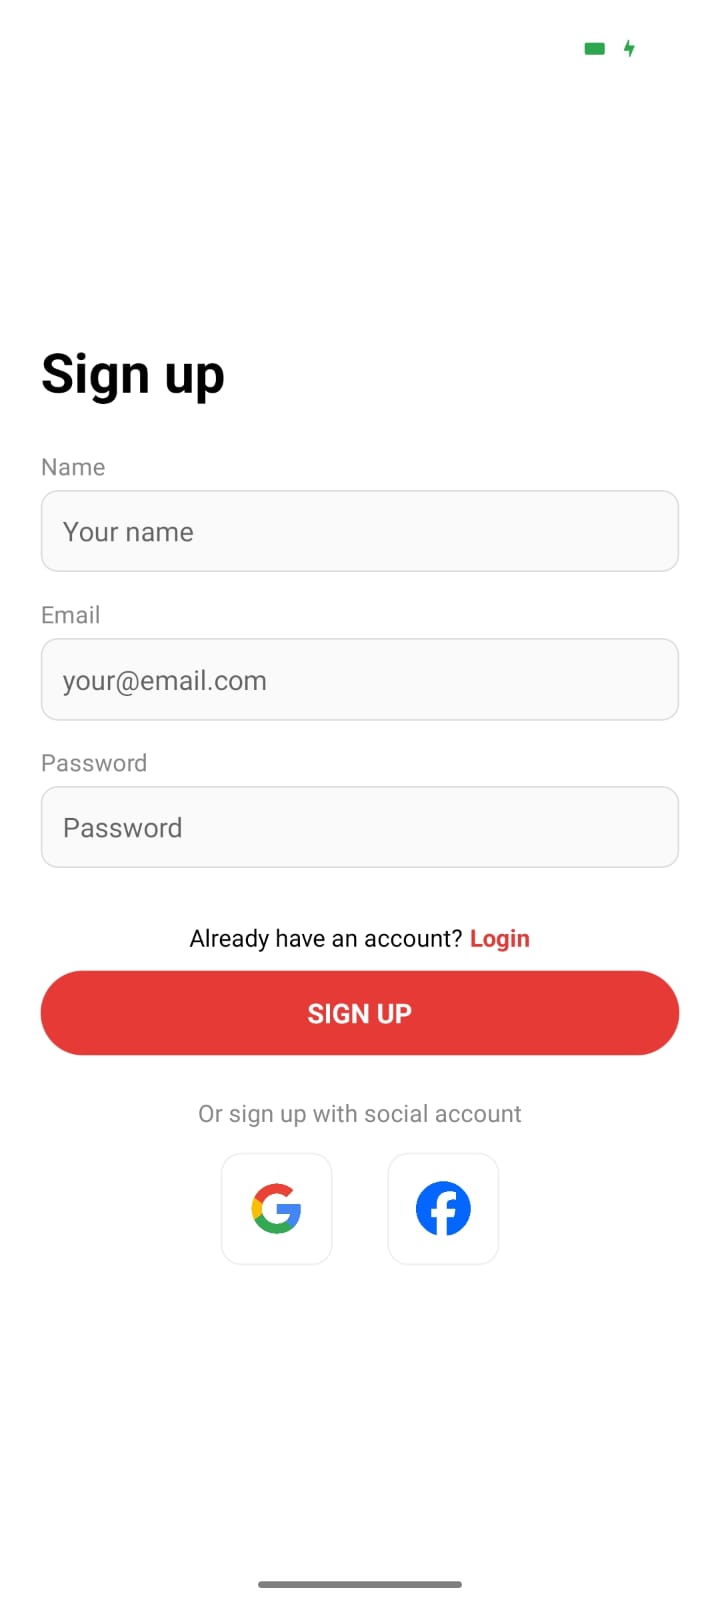 Sign up
Name
Your name
Email
your@email.com
Password
Password
Already have an account? Login
SIGN UP
Or sign up with social account